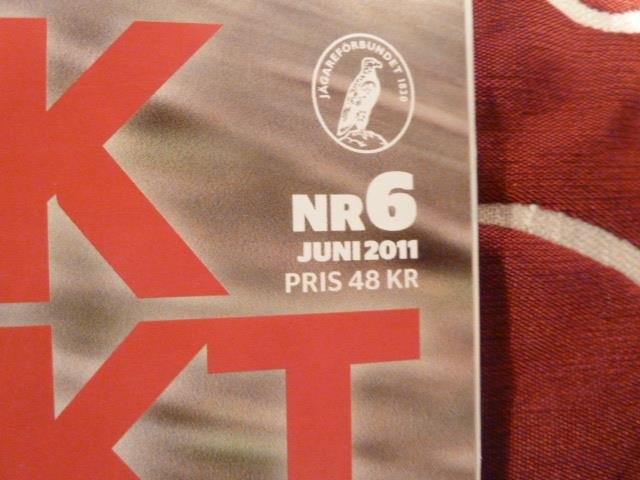 K
JÄGAREFÖRBUNDET 1830
NR6
JUNI 2011
PRIS 48 KR
KT